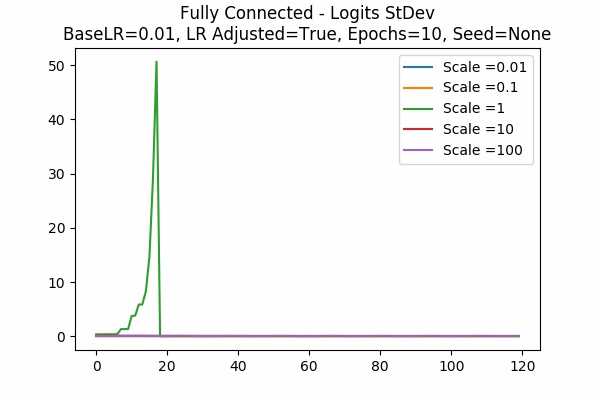 Fully Connected - Logits StDev
BaseLR=0.01, LR Adjusted=True, Epochs=10, Seed=None
50
40
30
20
10
0
Scale =0.01
Scale =0.1
Scale =1
Scale =10
Scale =100
0 20 40 60 80 100 120